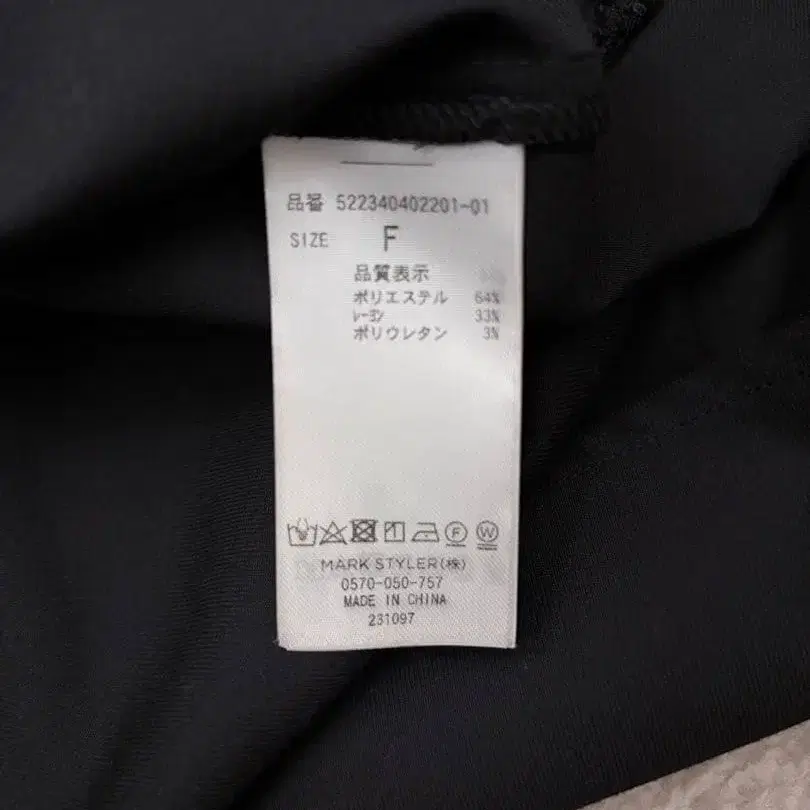 品番 522340402201-01
SIZE F
品質表示
ポリエステル 64%
ﾚｰﾖﾝ 33%
ポリウレタン 3%
F W
MARK STYLER(株)
0570-050-757
MADE IN CHINA
231097